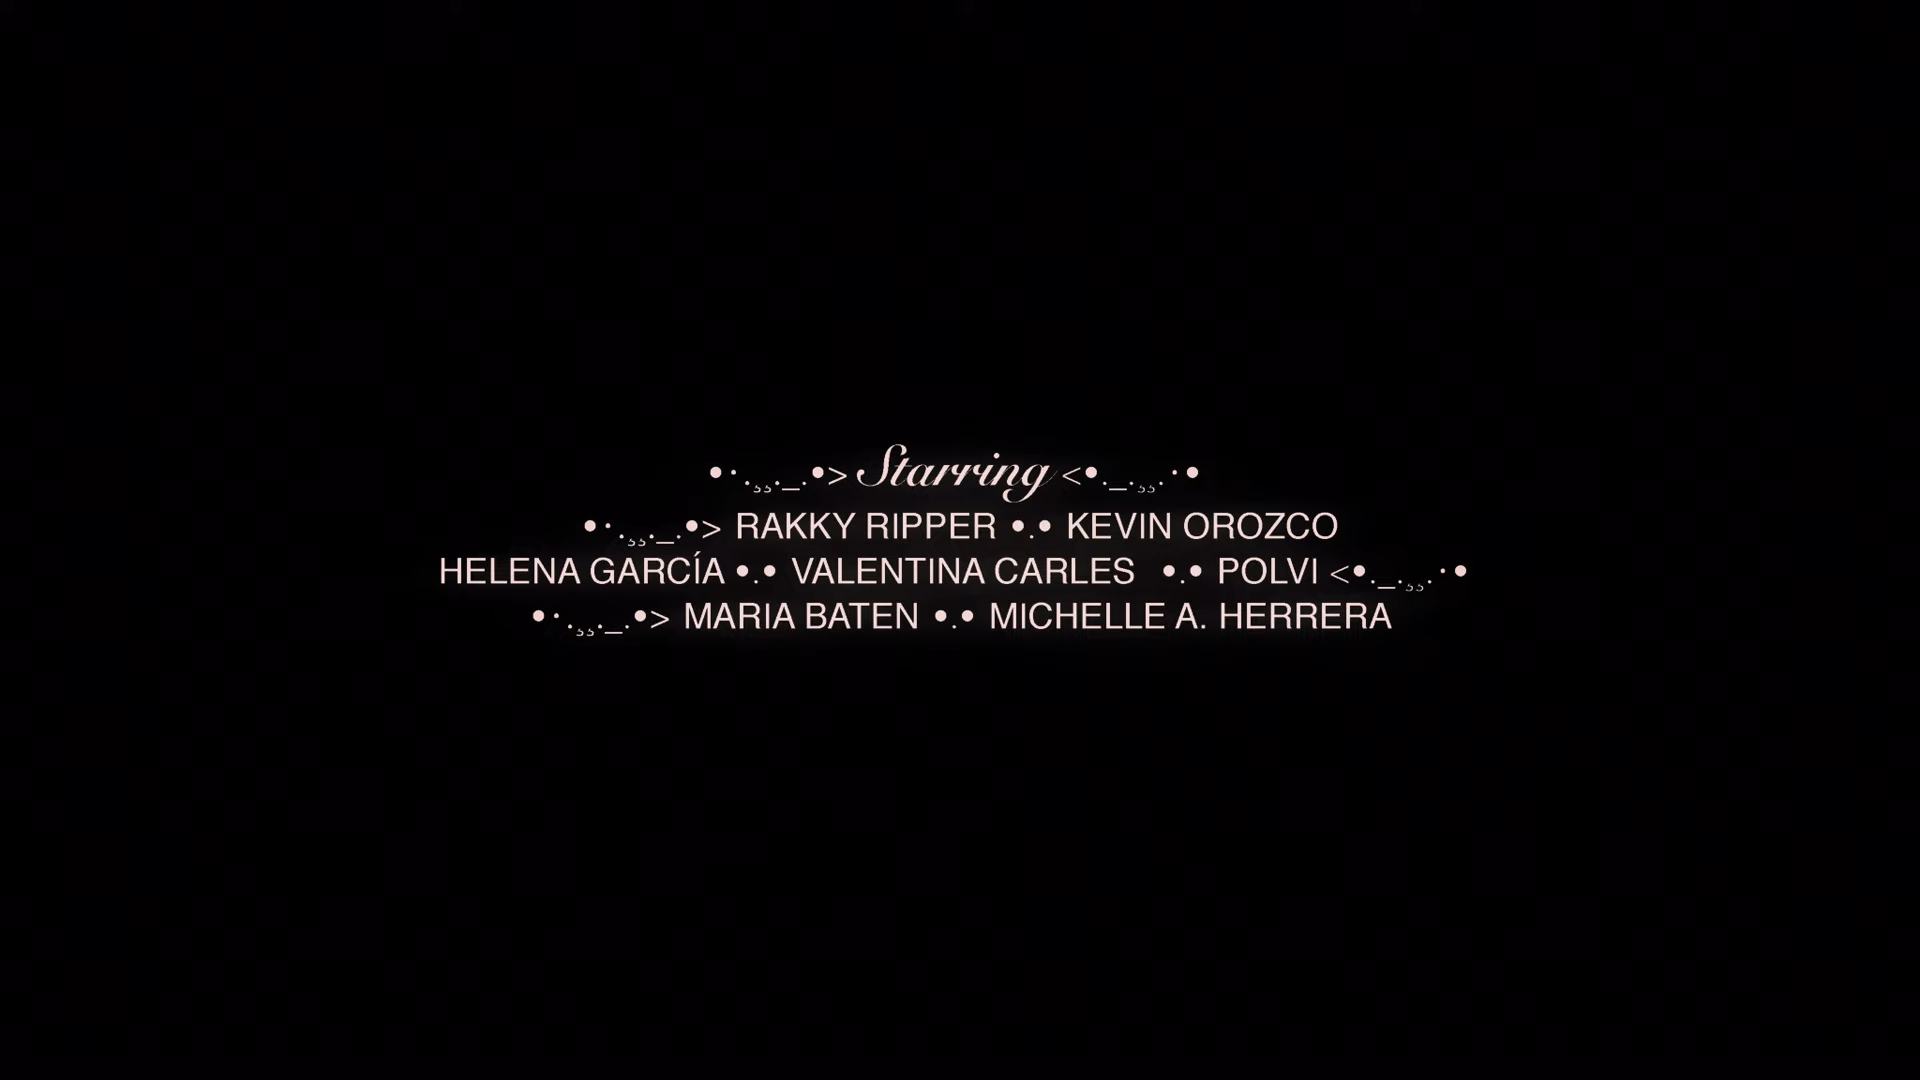 •·.¸¸._.•> Starring <•._.¸¸.·•
•·.¸¸._.•> RAKKY RIPPER •.• KEVIN OROZCO
HELENA GARCÍA •.• VALENTINA CARLES •.• POLVI <•._.¸¸.·•
•·.¸¸._.•> MARIA BATEN •.• MICHELLE A. HERRERA